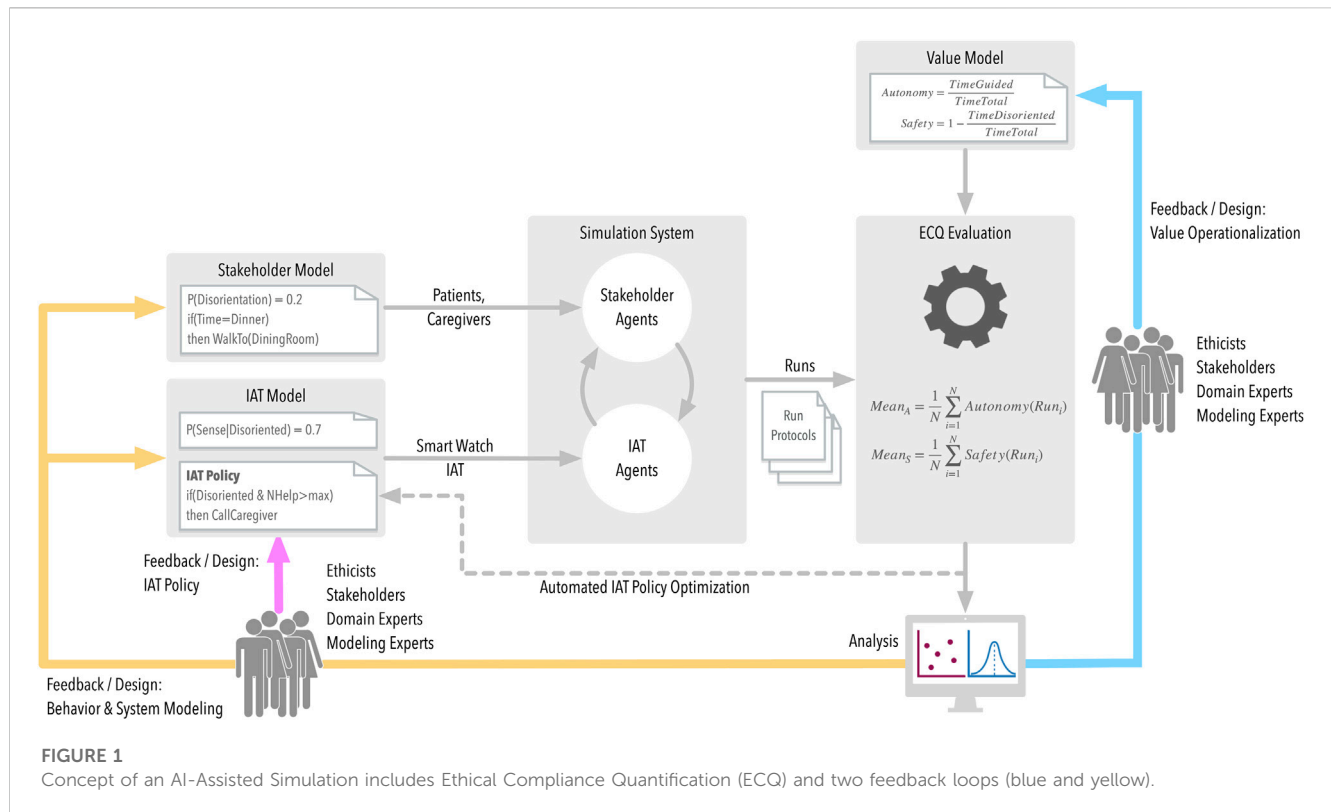 Value Model
Autonomy = TimeGuided / TimeTotal
Safety = 1 − TimeDisoriented / TimeTotal
Feedback / Design:
Value Operationalization
Simulation System
ECQ Evaluation
Stakeholder Model
P(Disorientation) = 0.2
if(Time=Dinner)
then WalkTo(DiningRoom)
Patients,
Caregivers
Stakeholder
Agents
Ethicists
Stakeholders
Domain Experts
Modeling Experts
Runs
IAT Model
P(Sense|Disoriented) = 0.7
IAT Policy
if(Disoriented & NHelp>max)
then CallCaregiver
Smart Watch
IAT
IAT
Agents
Run
Protocols
Mean_A = 1/N ∑_{i=1}^{N} Autonomy(Run_i)
Mean_S = 1/N ∑_{i=1}^{N} Safety(Run_i)
Feedback / Design:
IAT Policy
Ethicists
Stakeholders
Domain Experts
Modeling Experts
Automated IAT Policy Optimization
Analysis
Feedback / Design:
Behavior & System Modeling
FIGURE 1
Concept of an AI-Assisted Simulation includes Ethical Compliance Quantification (ECQ) and two feedback loops (blue and yellow).